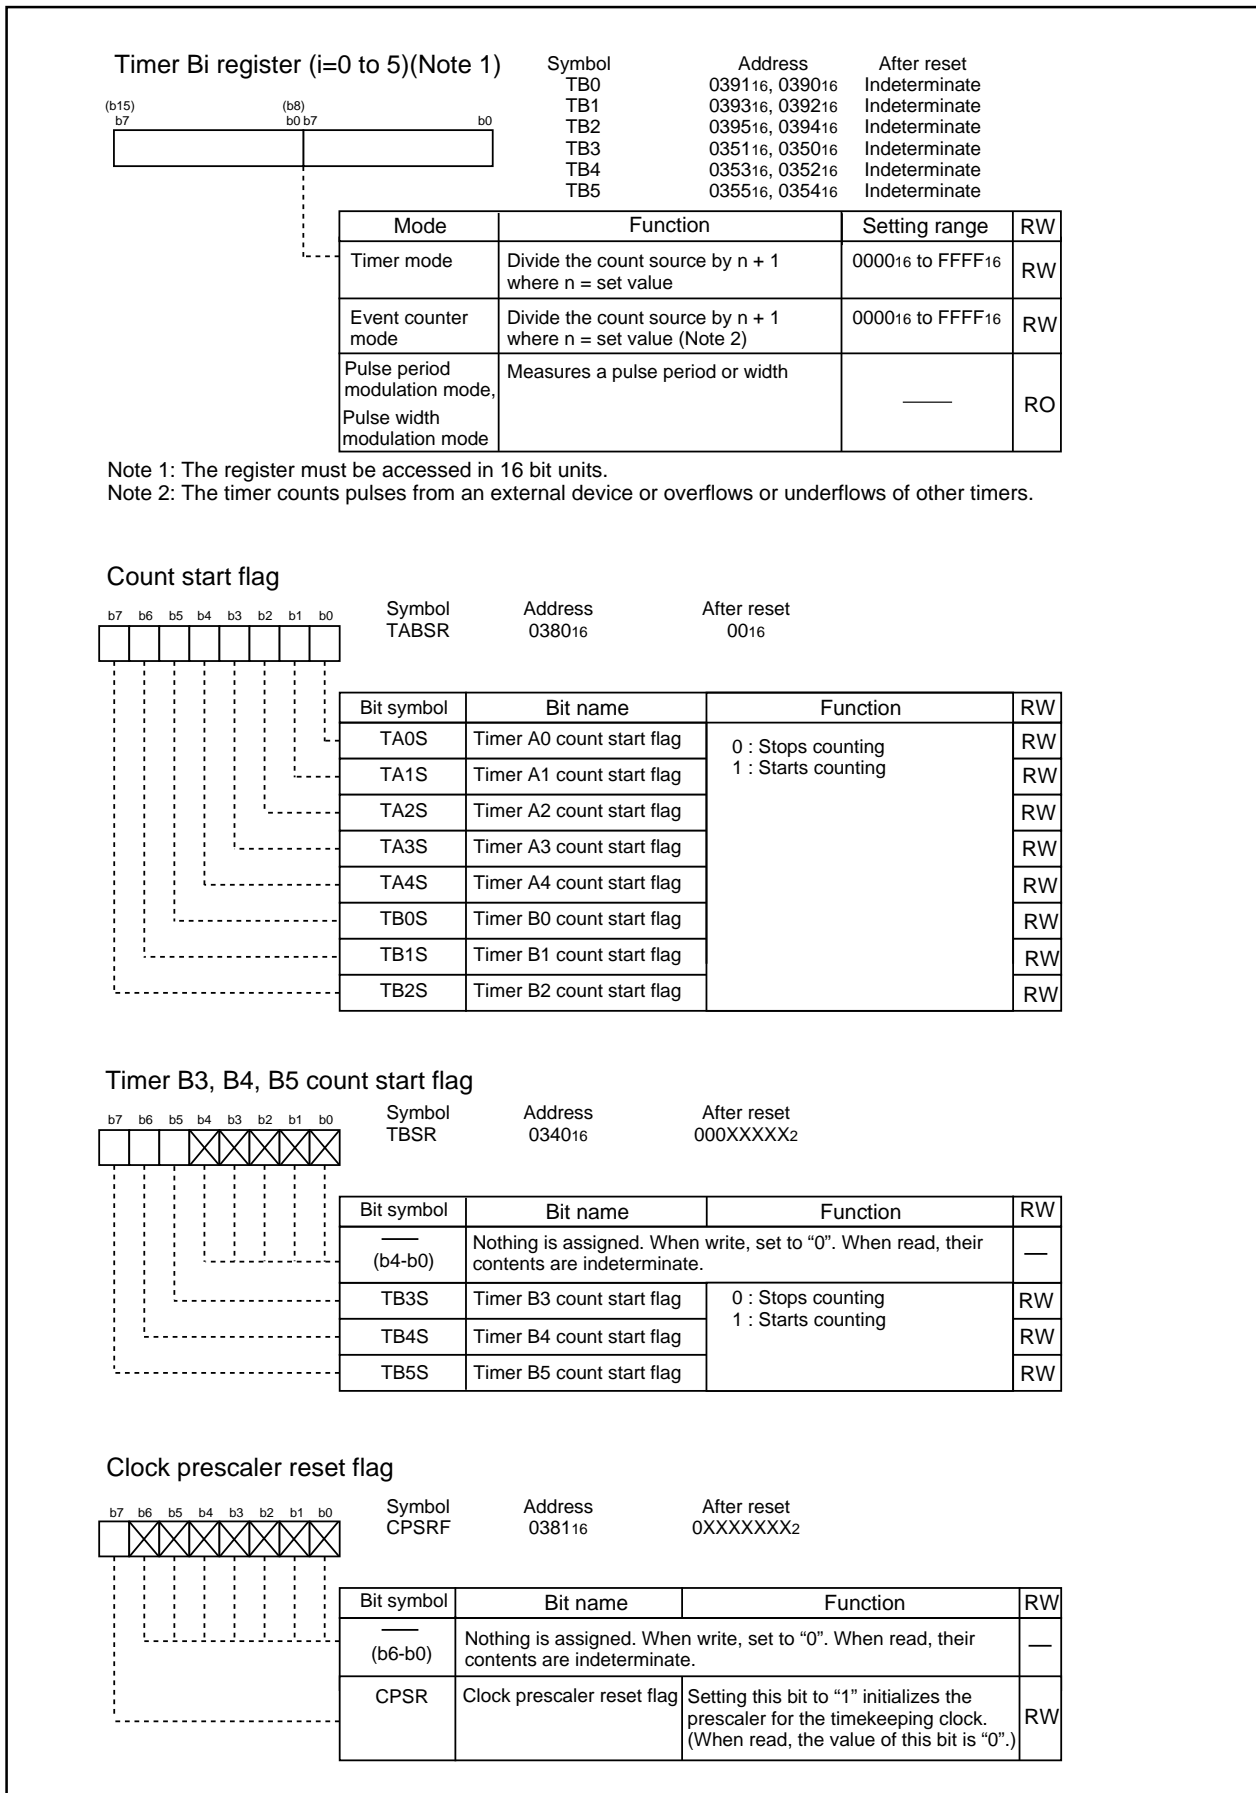 Timer Bi register (i=0 to 5)(Note 1)
Symbol Address After reset
TB0 039116, 039016 Indeterminate
TB1 039316, 039216 Indeterminate
TB2 039516, 039416 Indeterminate
TB3 035116, 035016 Indeterminate
TB4 035316, 035216 Indeterminate
TB5 035516, 035416 Indeterminate
(b15) (b8)
b7 b0 b7 b0
Mode Function Setting range RW
Timer mode Divide the count source by n + 1 000016 to FFFF16 RW
where n = set value
Event counter Divide the count source by n + 1 000016 to FFFF16 RW
mode where n = set value (Note 2)
Pulse period Measures a pulse period or width
modulation mode,
RO
Pulse width
modulation mode
Note 1: The register must be accessed in 16 bit units.
Note 2: The timer counts pulses from an external device or overflows or underflows of other timers.
Count start flag
Symbol Address After reset
TABSR 038016 0016
b7 b6 b5 b4 b3 b2 b1 b0
Bit symbol Bit name Function RW
TA0S Timer A0 count start flag 0 : Stops counting RW
1 : Starts counting
TA1S Timer A1 count start flag RW
TA2S Timer A2 count start flag RW
TA3S Timer A3 count start flag RW
TA4S Timer A4 count start flag RW
TB0S Timer B0 count start flag RW
TB1S Timer B1 count start flag RW
TB2S Timer B2 count start flag RW
Timer B3, B4, B5 count start flag
Symbol Address After reset
TBSR 034016 000XXXXX2
b7 b6 b5 b4 b3 b2 b1 b0
Bit symbol Bit name Function RW
(b4-b0) Nothing is assigned. When write, set to “0”. When read, their —
contents are indeterminate.
TB3S Timer B3 count start flag 0 : Stops counting RW
1 : Starts counting
TB4S Timer B4 count start flag RW
TB5S Timer B5 count start flag RW
Clock prescaler reset flag
Symbol Address After reset
CPSRF 038116 0XXXXXXX2
b7 b6 b5 b4 b3 b2 b1 b0
Bit symbol Bit name Function RW
(b6-b0) Nothing is assigned. When write, set to “0”. When read, their —
contents are indeterminate.
CPSR Clock prescaler reset flag Setting this bit to “1” initializes the RW
prescaler for the timekeeping clock.
(When read, the value of this bit is “0”.)